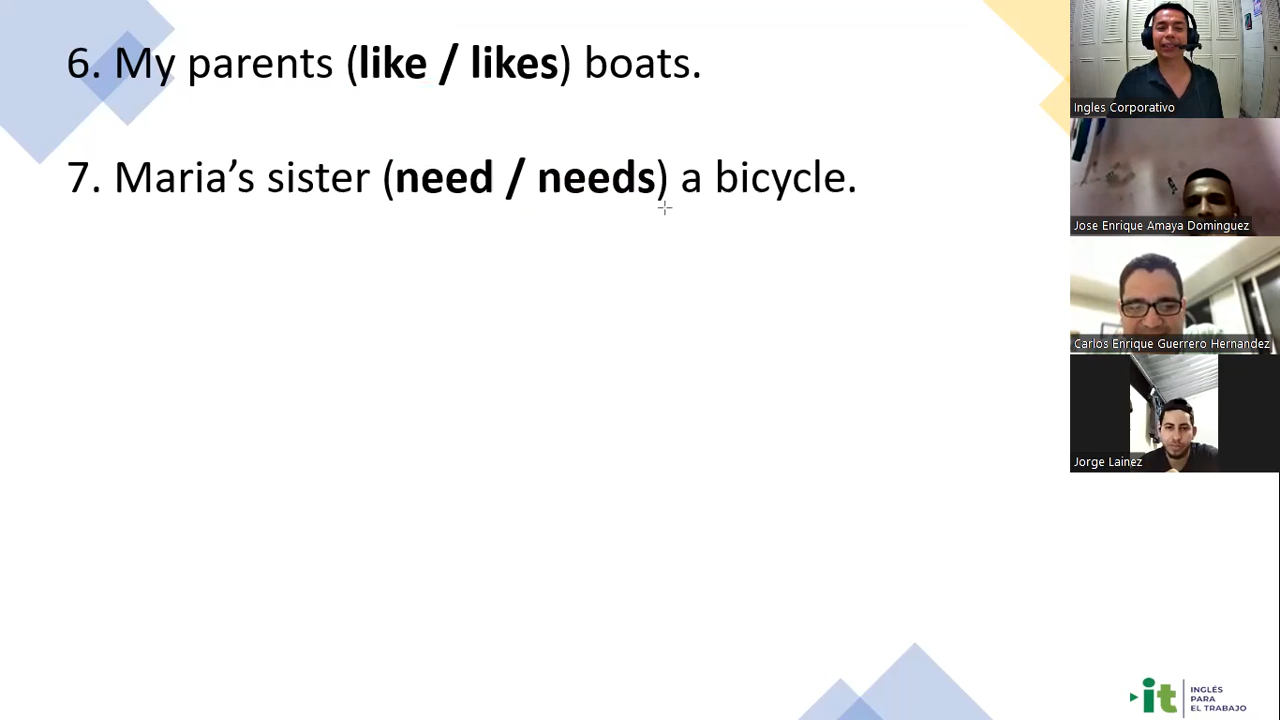 6. My parents (like / likes) boats.
7. Maria’s sister (need / needs) a bicycle.
Ingles Corporativo
Jose Enrique Amaya Dominguez
Carlos Enrique Guerrero Hernandez
Jorge Lainez
it
INGLÉS
PARA
EL TRABAJO